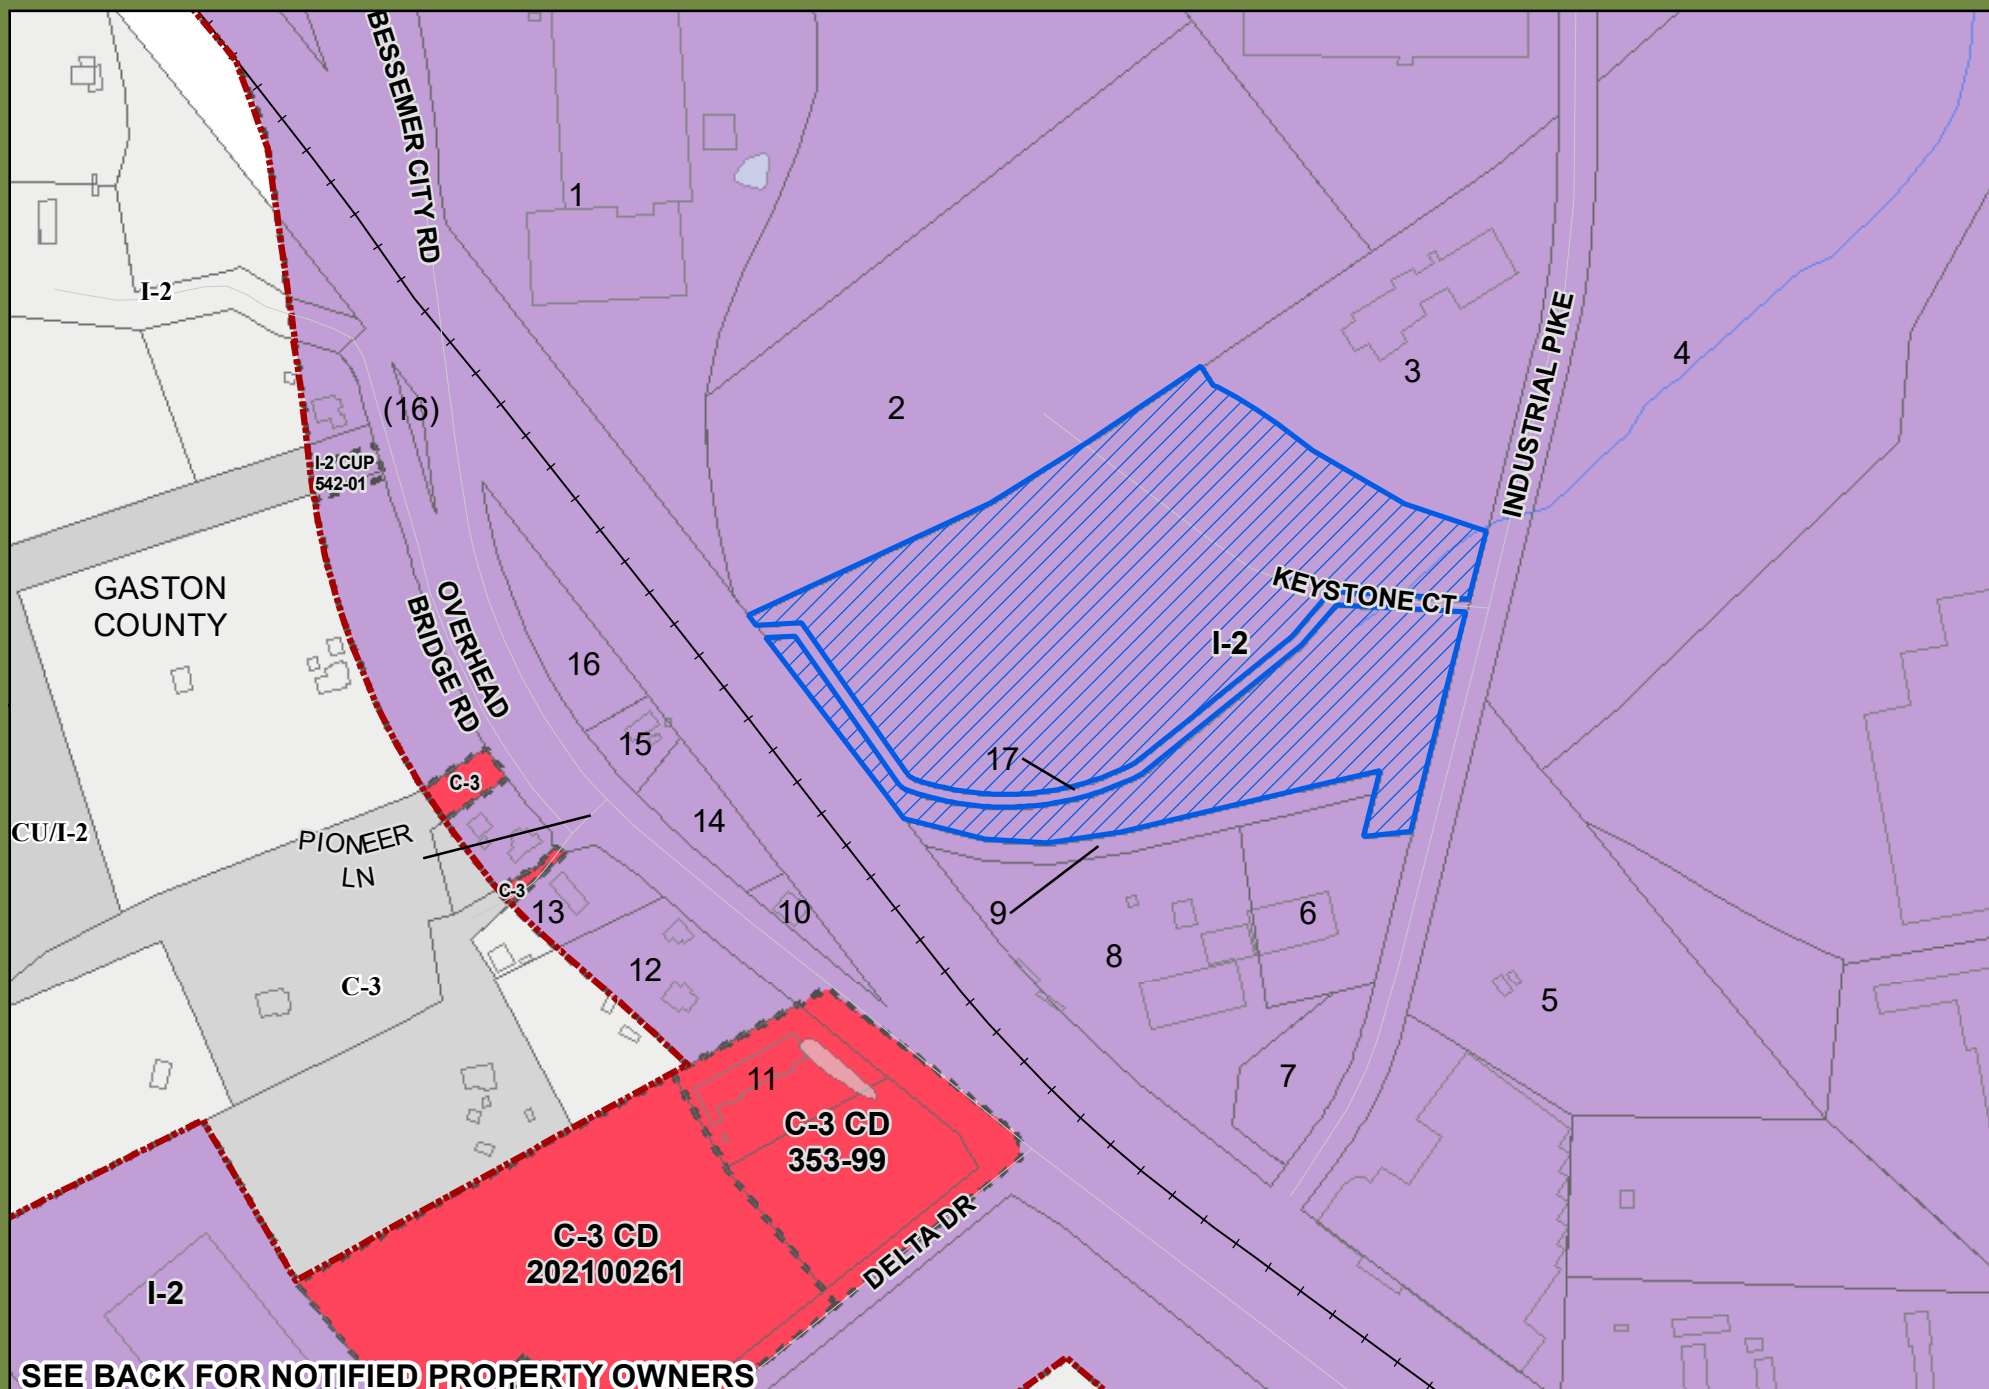 BESSEMER CITY RD
1
I-2
2
3
4
INDUSTRIAL PIKE
(16)
I-2 CUP
542-01
GASTON
COUNTY
OVERHEAD
BRIDGE RD
KEYSTONE CT
I-2
16
15
17
C-3
14
CU/I-2
PIONEER
LN
C-3
13
10
9
6
8
12
C-3
5
11
7
C-3 CD
353-99
C-3 CD
202100261
DELTA DR
I-2
SEE BACK FOR NOTIFIED PROPERTY OWNERS